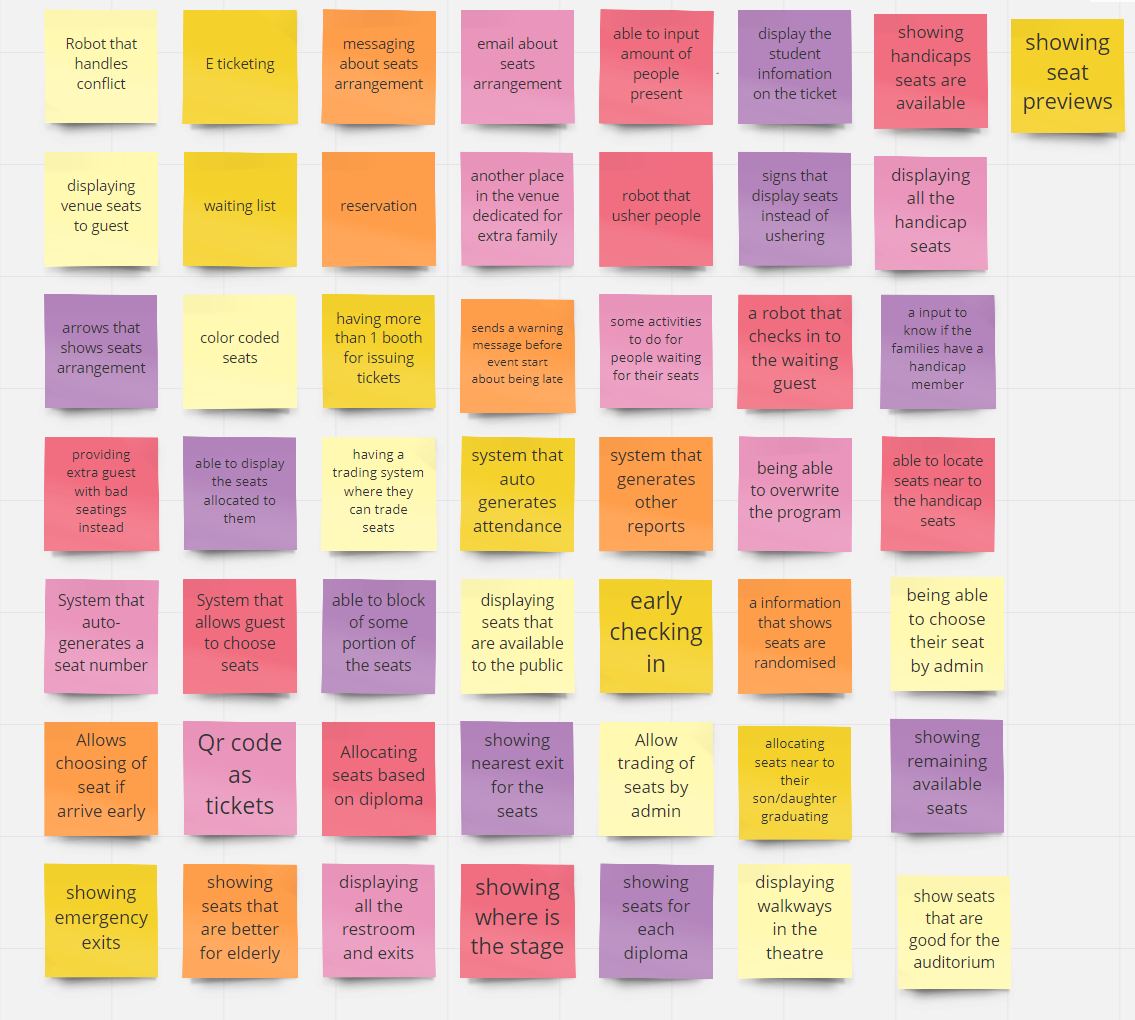 Robot that
handles
conflict
E ticketing
messaging
about seats
arrangement
email about
seats
arrangement
able to input
amount of
people
present
display the
student
infomation
on the ticket
showing
handicaps
seats are
available
showing
seat
previews
displaying
venue seats
to guest
waiting list
reservation
another place
in the venue
dedicated for
extra family
robot that
usher people
signs that
display seats
instead of
ushering
displaying
all the
handicap
seats
arrows that
shows seats
arrangement
color coded
seats
having more
than 1 booth
for issuing
tickets
sends a warning
message before
event start
about being late
some activities
to do for
people waiting
for their seats
a robot that
checks in to
the waiting
guest
a input to
know if the
families have a
handicap
member
providing
extra guest
with bad
seatings
instead
able to display
the seats
allocated to
them
having a
trading system
where they
can trade
seats
system that
auto
generates
attendance
system that
generates
other
reports
being able
to overwrite
the program
able to locate
seats near to
the handicap
seats
System that
auto-
generates a
seat number
System that
allows guest
to choose
seats
able to block
of some
portion of
the seats
displaying
seats that
are available
to the public
early
checking
in
a information
that shows
seats are
randomised
being able
to choose
their seat
by admin
Allows
choosing of
seat if
arrive early
Qr code
as
tickets
Allocating
seats based
on diploma
showing
nearest exit
for the
seats
Allow
trading of
seats by
admin
allocating
seats near to
their
son/daughter
graduating
showing
remaining
available
seats
showing
emergency
exits
showing
seats that
are better
for elderly
displaying
all the
restroom
and exits
showing
where is
the stage
showing
seats for
each
diploma
displaying
walkways
in the
theatre
show seats
that are
good for the
auditorium